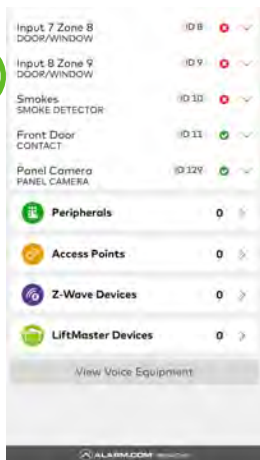 Input 7 Zone 8 ID 8
DOOR/WINDOW
Input 8 Zone 9 ID 9
DOOR/WINDOW
Smokes ID 10
SMOKE DETECTOR
Front Door ID 11
CONTACT
Panel Camera ID 129
PANEL CAMERA
Peripherals 0
Access Points 0
Z-Wave Devices 0
LiftMaster Devices 0
View Voice Equipment
ALARM.COM